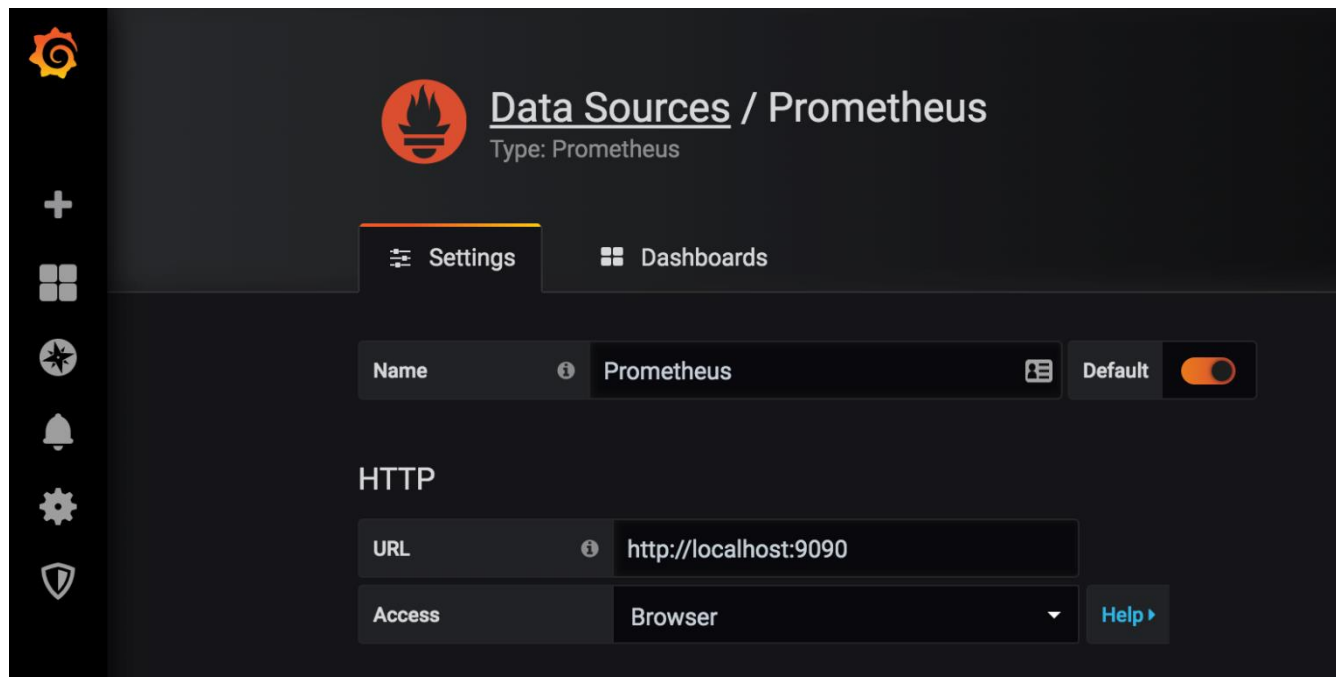 Data Sources / Prometheus
Type: Prometheus
Settings Dashboards
Name Prometheus Default
HTTP
URL http://localhost:9090
Access Browser Help